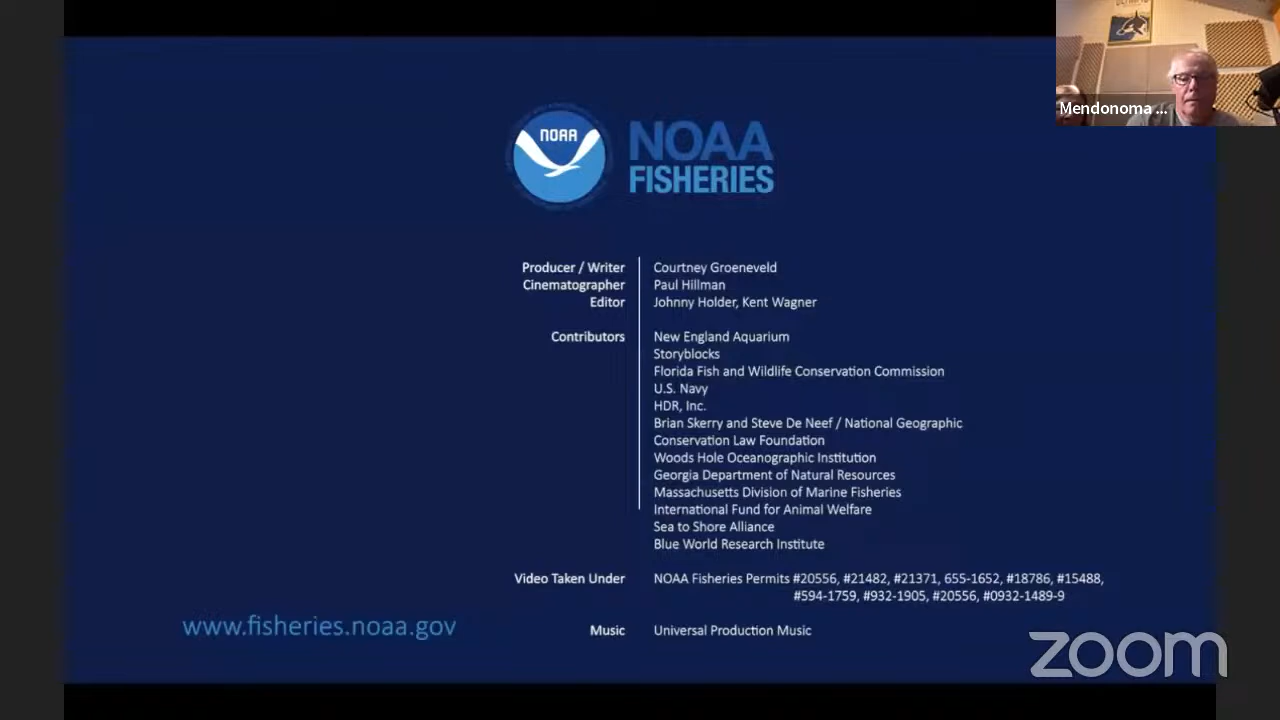 Mendonoma ...
NOAA
NOAA
FISHERIES
Producer / Writer Courtney Groeneveld
Cinematographer Paul Hillman
Editor Johnny Holder, Kent Wagner
Contributors New England Aquarium
Storyblocks
Florida Fish and Wildlife Conservation Commission
U.S. Navy
HDR, Inc.
Brian Skerry and Steve De Neef / National Geographic
Conservation Law Foundation
Woods Hole Oceanographic Institution
Georgia Department of Natural Resources
Massachusetts Division of Marine Fisheries
International Fund for Animal Welfare
Sea to Shore Alliance
Blue World Research Institute
Video Taken Under NOAA Fisheries Permits #20556, #21482, #21371, 655-1652, #18786, #15488,
#594-1759, #932-1905, #20556, #0932-1489-9
www.fisheries.noaa.gov
Music Universal Production Music
zoom